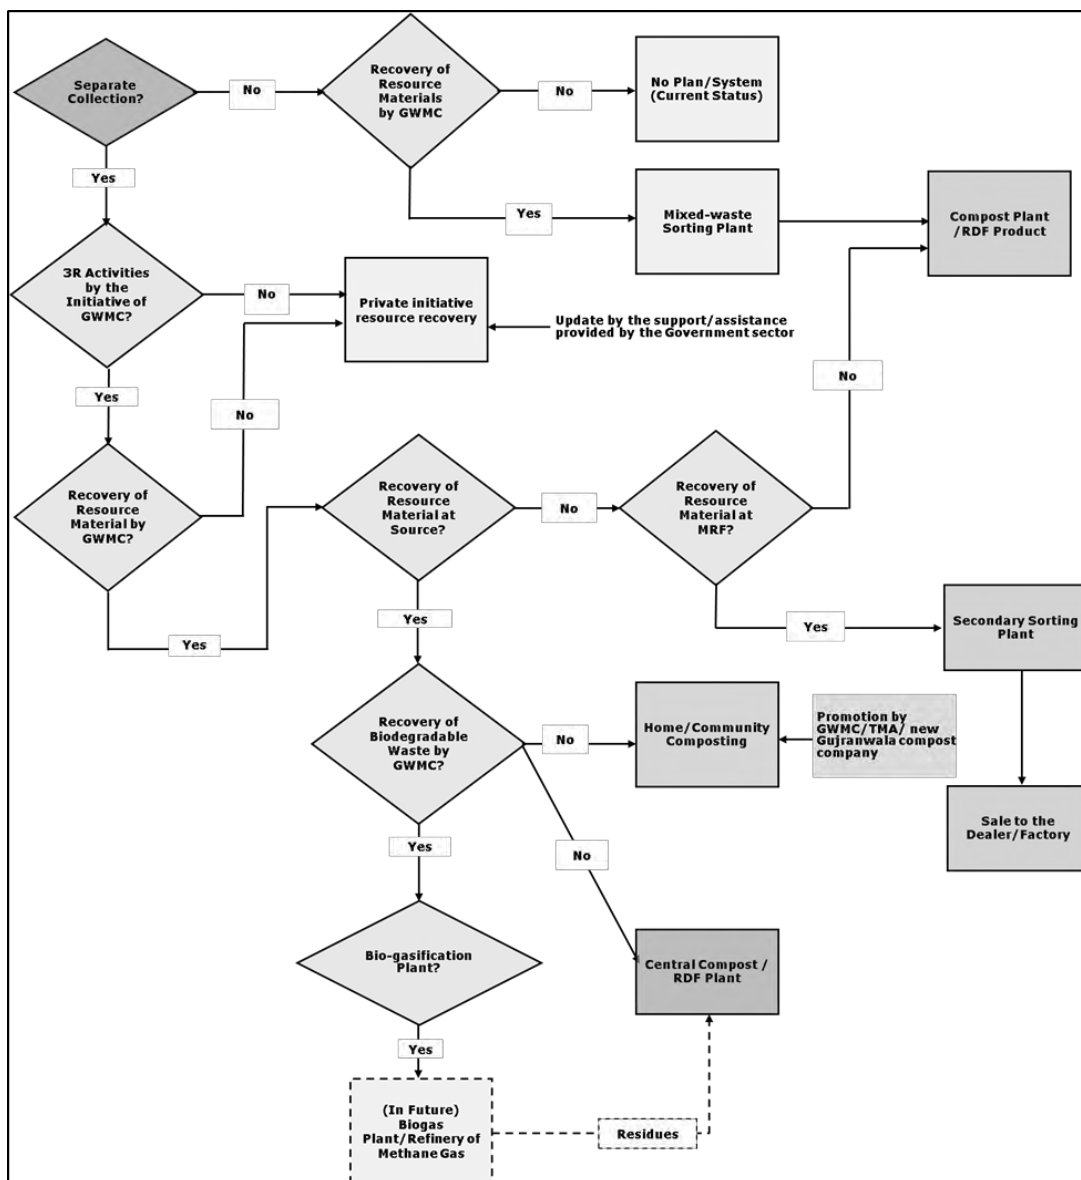 Separate
Collection?
No
Recovery of
Resource
Materials
by GWMC
No
No Plan/System
(Current Status)
Yes
Yes
Mixed-waste
Sorting Plant
Compost Plant
/RDF Product
3R Activities
by the
Initiative of
GWMC?
No
Private initiative
resource recovery
Update by the support/assistance
provided by the Government sector
No
Yes
No
Recovery of
Resource
Material by
GWMC?
Recovery of
Resource
Material at
Source?
No
Recovery of
Resource
Material at
MRF?
Yes
Yes
Yes
Secondary Sorting
Plant
Recovery of
Biodegradable
Waste by
GWMC?
No
Home/Community
Composting
Promotion by
GWMC/TMA/ new
Gujranwala compost
company
Sale to the
Dealer/Factory
Yes
No
Bio-gasification
Plant?
Central Compost /
RDF Plant
Yes
(In Future)
Biogas
Plant/Refinery of
Methane Gas
Residues